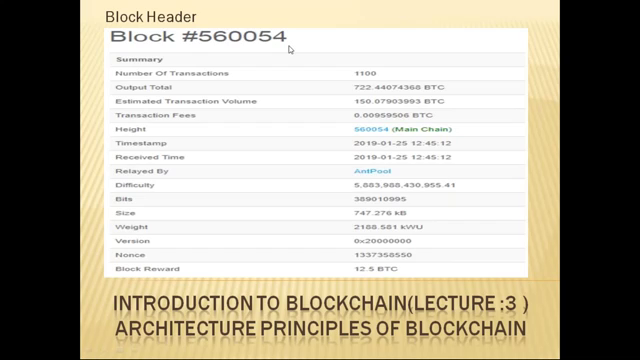 Block Header
Block #560054
Summary
Number Of Transactions 1100
Output Total 722.44074368 BTC
Estimated Transaction Volume 150.07903993 BTC
Transaction Fees 0.00959506 BTC
Height 560054 (Main Chain)
Timestamp 2019-01-25 12:45:12
Received Time 2019-01-25 12:45:12
Relayed By AntPool
Difficulty 5,883,988,430,955.41
Bits 389010995
Size 747.276 kB
Weight 2188.581 kWU
Version 0x20000000
Nonce 1337358550
Block Reward 12.5 BTC
INTRODUCTION TO BLOCKCHAIN(LECTURE :3 )
ARCHITECTURE PRINCIPLES OF BLOCKCHAIN